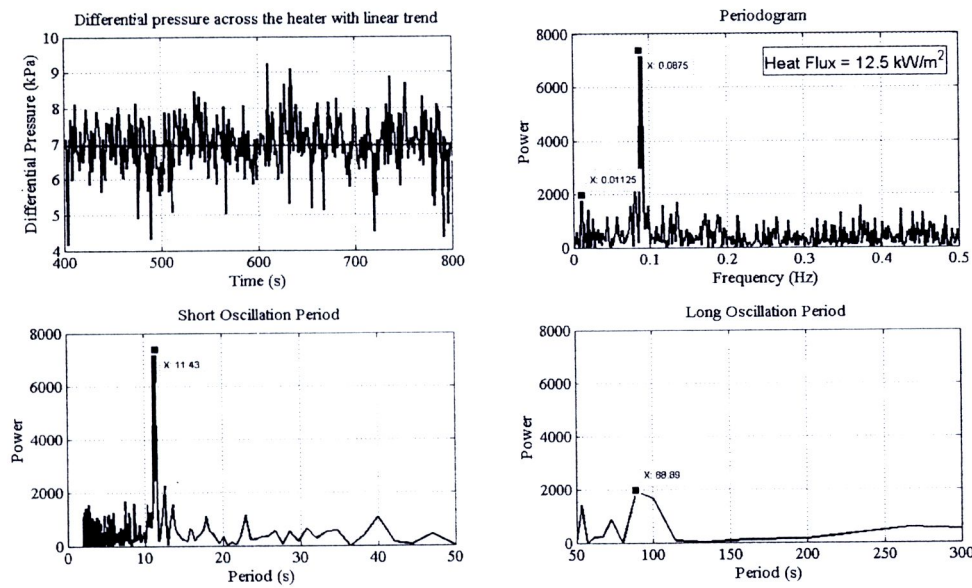 Differential pressure across the heater with linear trend
Differential Pressure (kPa)
10
9
8
7
6
5
4
400
500
600
700
800
Time (s)
Periodogram
Power
8000
6000
4000
2000
0
X: 0.0875
X: 0.01125
Heat Flux = 12.5 kW/m²
0
0.1
0.2
0.3
0.4
0.5
Frequency (Hz)
Short Oscillation Period
Power
8000
6000
4000
2000
0
X: 11.43
0
10
20
30
40
50
Period (s)
Long Oscillation Period
Power
8000
6000
4000
2000
0
X: 88.89
50
100
150
200
250
300
Period (s)